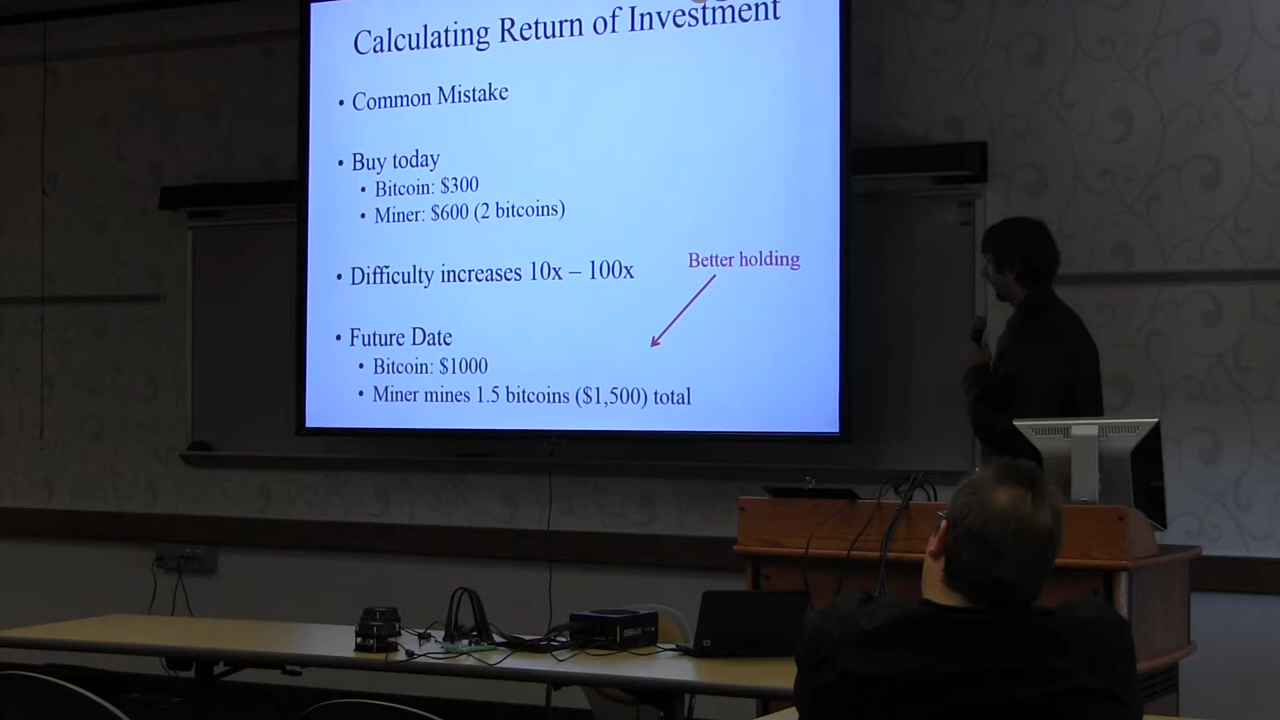 Calculating Return of Investment
• Common Mistake
• Buy today
• Bitcoin: $300
• Miner: $600 (2 bitcoins)
• Difficulty increases 10x – 100x
Better holding
• Future Date
• Bitcoin: $1000
• Miner mines 1.5 bitcoins ($1,500) total